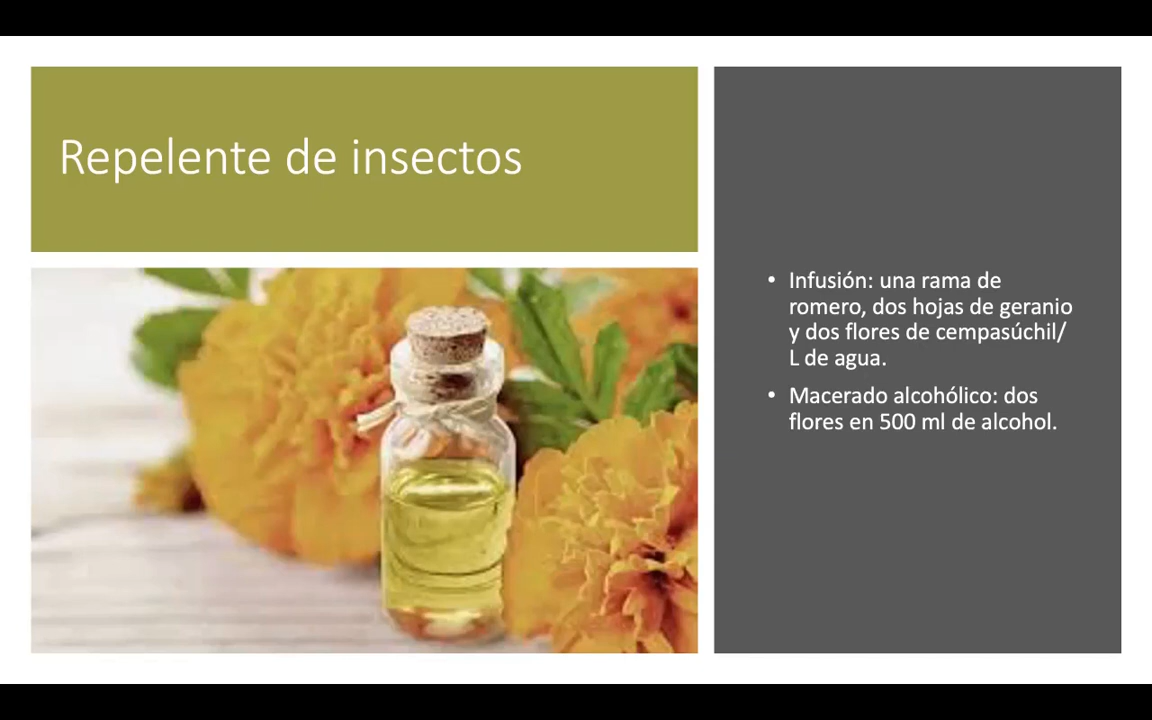 Repelente de insectos
• Infusión: una rama de
romero, dos hojas de geranio
y dos flores de cempasúchil/
L de agua.
• Macerado alcohólico: dos
flores en 500 ml de alcohol.